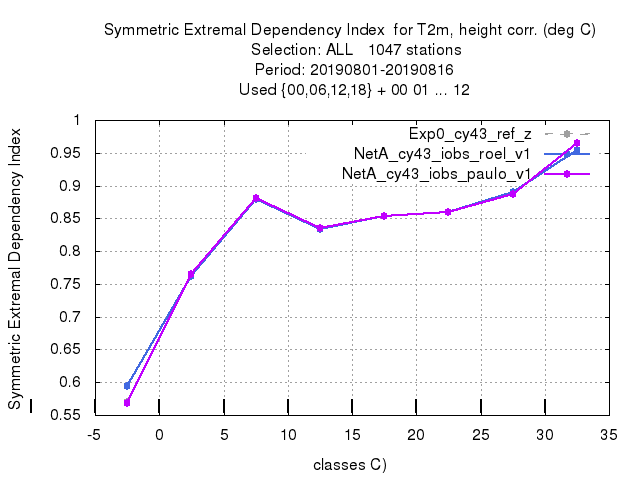 Symmetric Extremal Dependency Index  for T2m, height corr. (deg C)
Selection: ALL   1047 stations
Period: 20190801-20190816
Used {00,06,12,18} + 00 01 ... 12
Exp0_cy43_ref_z
NetA_cy43_iobs_roel_v1
NetA_cy43_iobs_paulo_v1
Symmetric Extremal Dependency Index
1
0.95
0.9
0.85
0.8
0.75
0.7
0.65
0.6
0.55
-5 0 5 10 15 20 25 30 35
classes C)